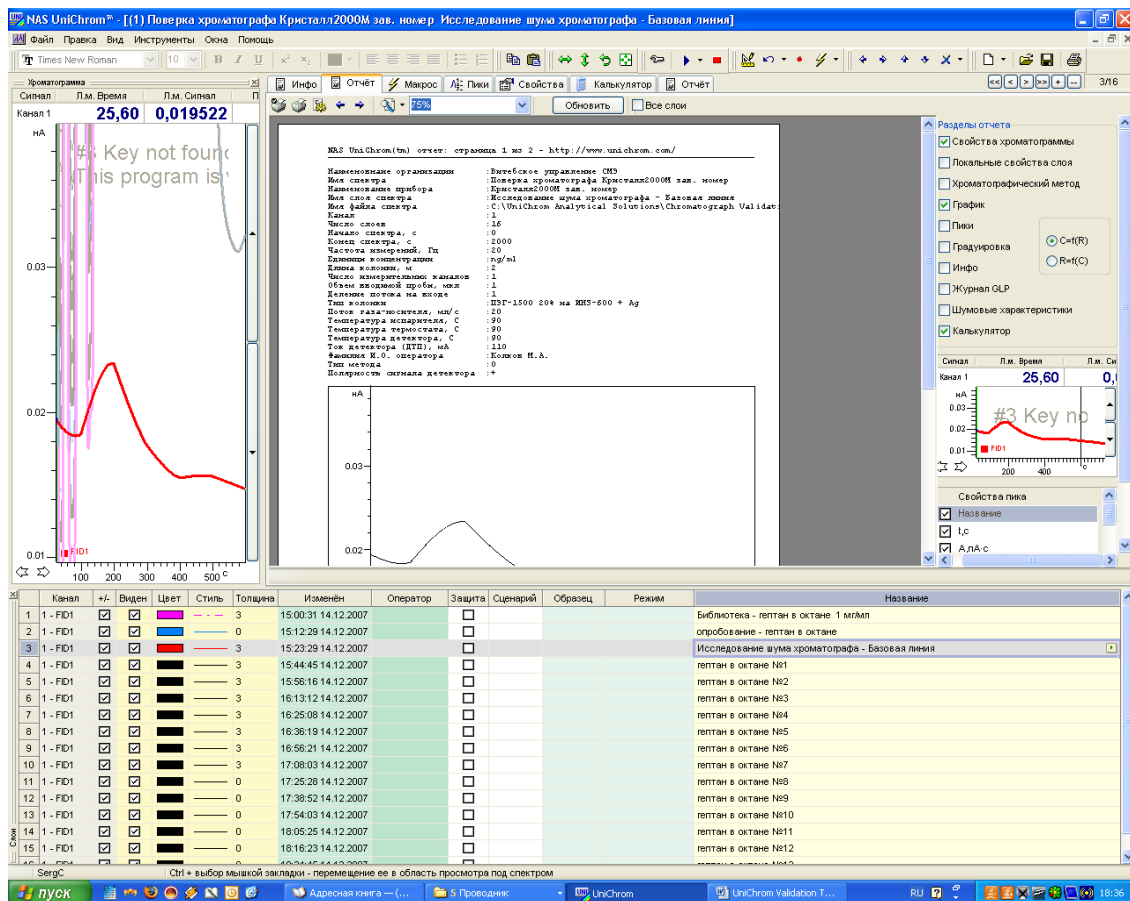 NAS UniChrom™ - [(1) Поверка хроматографа Кристалл2000М зав. номер Исследование шума хроматографа - Базовая линия]
Файл Правка Вид Инструменты Окна Помощь
Times New Roman 10 B I U x² x₂
Хроматограмма
Инфо Отчёт Макрос Пики Свойства Калькулятор Отчёт << < > >> + -- 3/16
Сигнал Л.м. Время Л.м. Сигнал П
Канал 1 25,60 0,019522
75% Обновить Все слои
нА
#3 Key not found
This program is
0.03
0.02
0.01
FID1
100 200 300 400 500 с
NAS UniChrom(tm) отчет: страница 1 из 2 - http://www.unichrom.com/
Наименовнаие организации :Витебское управление СМЭ
Имя спектра :Поверка хроматографа Кристалл2000М зав. номер
Наименование прибора :Кристалл2000М зав. номер
Имя слоя спектра :Исследование шума хроматографа - Базовая линия
Имя файла спектра :C:\UniChrom Analytical Solutions\Chromatograph Validat
Канал :1
Число слоев :16
Начало спектра, с :0
Конец спектра, с :2000
Частота измерений, Гц :20
Единицы концентрации :ng/ml
Длина колонки, м :2
Число измерительных каналов :1
Объем вводимой пробы, мкл :1
Деление потока на входе :1
Тип колонки :ПЭГ-1500 20% на ИНЗ-600 + Ag
Поток газа-носителя, мл/с :20
Температура испарителя, С :90
Температура термостата, С :90
Температура детектора, С :90
Ток детектора (ДТП), мА :110
Фамилия И.О. оператора :Колков М.А.
Тип метода :0
Полярность сигнала детектора :+
нА
0.03
0.02
Разделы отчета
Свойства хроматограммы
Локальные свойства слоя
Хроматографический метод
График
Пики
Градуировка
Инфо
Журнал GLP
Шумовые характеристики
Калькулятор
C=f(R)
R=f(C)
Сигнал Л.м. Время Л.м. Си
Канал 1 25,60 0,
нА
#3 Key no
0.03
0.02
0.01
FID1
200 400 с
Свойства пика
Название
t,с
A,пА·с
Канал +/- Виден Цвет Стиль Толщина Изменён Оператор Защита Сценарий Образец Режим Название
1 1 - FID1 3 15:00:31 14.12.2007 Библиотека - гептан в октане 1 мг/мл
2 1 - FID1 0 15:12:29 14.12.2007 опробование - гептан в октане
3 1 - FID1 3 15:23:29 14.12.2007 Исследование шума хроматографа - Базовая линия
4 1 - FID1 3 15:44:45 14.12.2007 гептан в октане №1
5 1 - FID1 3 15:56:16 14.12.2007 гептан в октане №2
6 1 - FID1 3 16:13:12 14.12.2007 гептан в октане №3
7 1 - FID1 3 16:25:08 14.12.2007 гептан в октане №4
8 1 - FID1 3 16:36:19 14.12.2007 гептан в октане №5
9 1 - FID1 3 16:56:21 14.12.2007 гептан в октане №6
10 1 - FID1 3 17:08:03 14.12.2007 гептан в октане №7
11 1 - FID1 0 17:25:28 14.12.2007 гептан в октане №8
12 1 - FID1 0 17:38:52 14.12.2007 гептан в октане №9
13 1 - FID1 0 17:54:03 14.12.2007 гептан в октане №10
14 1 - FID1 0 18:05:25 14.12.2007 гептан в октане №11
15 1 - FID1 0 18:16:23 14.12.2007 гептан в октане №12
Слои
SergC Ctrl + выбор мышкой закладки - перемещение ее в область просмотра под спектром
пуск Адресная книга — (... 5 Проводник UniChrom UniChrom Validation T... RU 18:36